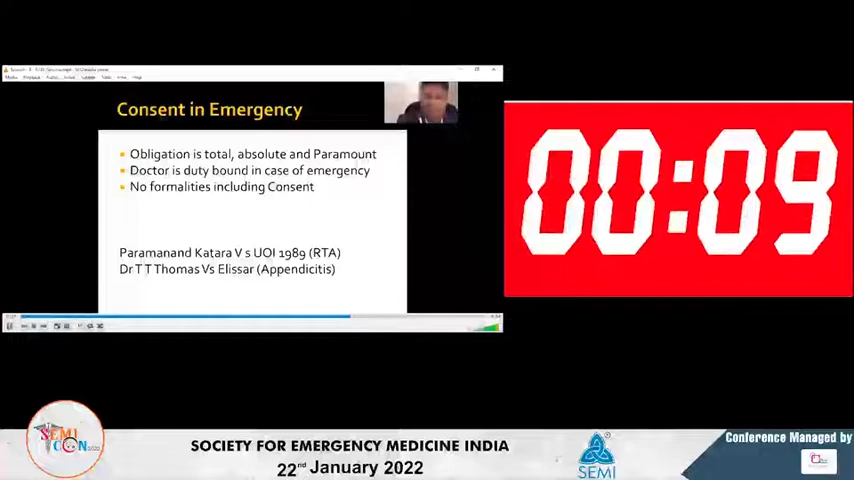 Consent in Emergency
Obligation is total, absolute and Paramount
Doctor is duty bound in case of emergency
No formalities including Consent
Paramanand Katara V s UOI 1989 (RTA)
Dr T T Thomas Vs Elissar (Appendicitis)
00:09
SEMI
CON2022
SOCIETY FOR EMERGENCY MEDICINE INDIA
22nd January 2022
SEMI
Conference Managed by